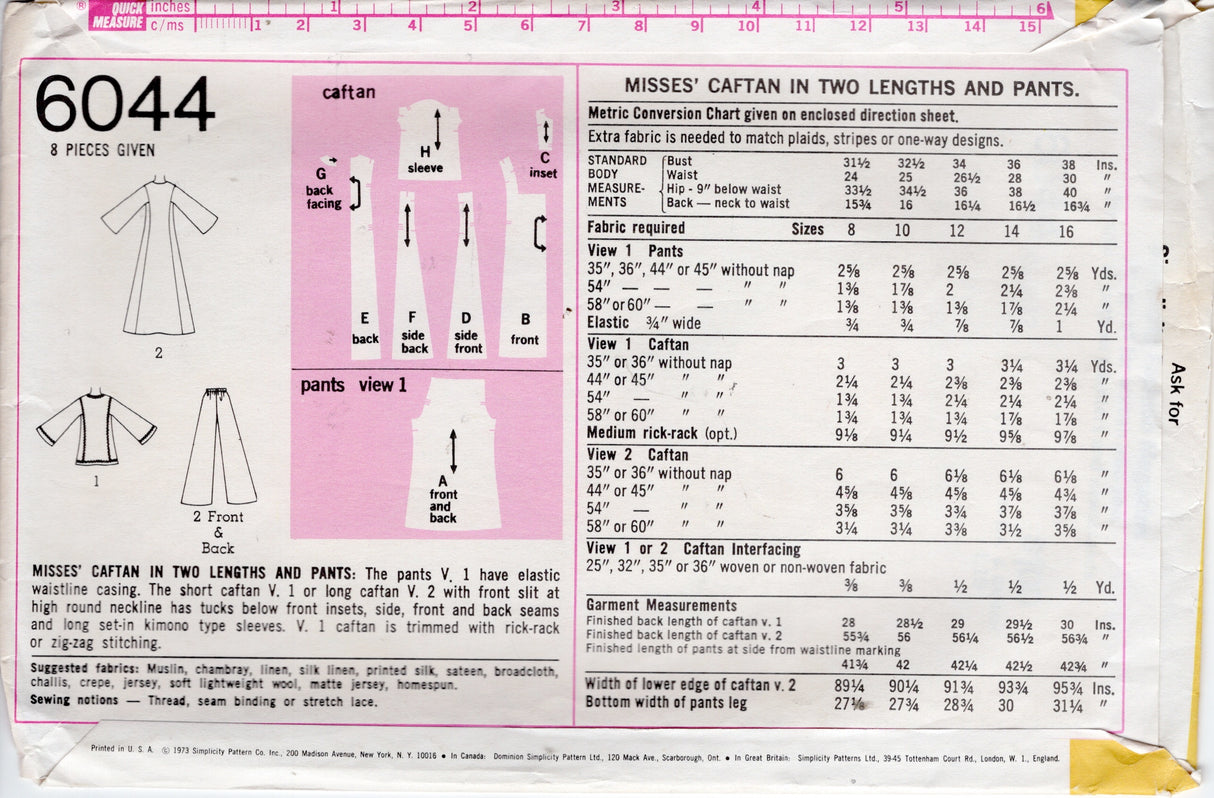 ® QUICK MEASURE inches 1 2 3 4 5 6
c/ms 1 2 3 4 5 6 7 8 9 10 11 12 13 14 15
6044
8 PIECES GIVEN
2
1
2 Front
&
Back
caftan
H
sleeve
C
inset
G
back
facing
E
back
F
side
back
D
side
front
B
front
pants view 1
A
front
and
back
MISSES' CAFTAN IN TWO LENGTHS AND PANTS: The pants V. 1 have elastic
waistline casing. The short caftan V. 1 or long caftan V. 2 with front slit at
high round neckline has tucks below front insets, side, front and back seams
and long set-in kimono type sleeves. V. 1 caftan is trimmed with rick-rack
or zig-zag stitching.
Suggested fabrics: Muslin, chambray, linen, silk linen, printed silk, sateen, broadcloth,
challis, crepe, jersey, soft lightweight wool, matte jersey, homespun.
Sewing notions — Thread, seam binding or stretch lace.
MISSES' CAFTAN IN TWO LENGTHS AND PANTS.
Metric Conversion Chart given on enclosed direction sheet.
Extra fabric is needed to match plaids, stripes or one-way designs.
STANDARD Bust 31½ 32½ 34 36 38 Ins.
BODY Waist 24 25 26½ 28 30 "
MEASURE- Hip - 9" below waist 33½ 34½ 36 38 40 "
MENTS Back — neck to waist 15¾ 16 16¼ 16½ 16¾ "
Fabric required Sizes 8 10 12 14 16
View 1 Pants
35", 36", 44" or 45" without nap 2⅝ 2⅝ 2⅝ 2⅝ 2⅝ Yds.
54" — — " " 1⅜ 1⅞ 2 2¼ 2⅜ "
58" or 60" — — " " 1⅜ 1⅜ 1⅜ 1⅞ 2¼ "
Elastic ¾" wide ¾ ¾ ⅞ ⅞ 1 Yd.
View 1 Caftan
35" or 36" without nap 3 3 3 3¼ 3¼ Yds.
44" or 45" " " 2¼ 2¼ 2⅜ 2⅜ 2⅜ "
54" — " " 1¾ 1¾ 2¼ 2¼ 2¼ "
58" or 60" " " 1¾ 1¾ 1¾ 1⅞ 1⅞ "
Medium rick-rack (opt.) 9⅛ 9¼ 9½ 9⅝ 9⅞ "
View 2 Caftan
35" or 36" without nap 6 6 6⅛ 6⅛ 6⅛ "
44" or 45" " " 4⅝ 4⅝ 4⅝ 4⅝ 4¾ "
54" — " " 3⅝ 3⅝ 3¾ 3⅞ 3⅞ "
58" or 60" " " 3¼ 3¼ 3⅜ 3½ 3⅝ "
View 1 or 2 Caftan Interfacing
25", 32", 35" or 36" woven or non-woven fabric
⅜ ⅜ ½ ½ ½ Yd.
Garment Measurements
Finished back length of caftan v. 1 28 28½ 29 29½ 30 Ins.
Finished back length of caftan v. 2 55¾ 56 56¼ 56½ 56¾ "
Finished length of pants at side from waistline marking
41¾ 42 42¼ 42½ 42¾ "
Width of lower edge of caftan v. 2 89¼ 90¼ 91¾ 93¾ 95¾ Ins.
Bottom width of pants leg 27⅛ 27¾ 28¾ 30 31¼ "
Ask for
Printed in U. S. A. © 1973 Simplicity Pattern Co. Inc., 200 Madison Avenue, New York, N. Y. 10016 • In Canada: Dominion Simplicity Pattern Ltd., 120 Mack Ave., Scarborough, Ont. • In Great Britain: Simplicity Patterns Ltd., 39-45 Tottenham Court Rd., London, W. 1., England.